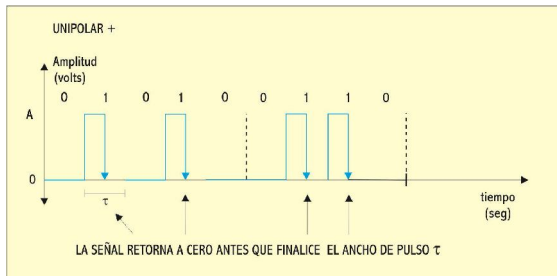 UNIPOLAR +
Amplitud
(volts)
0 1 0 1 0 0 1 1 0
A
0
τ
tiempo
(seg)
LA SEÑAL RETORNA A CERO ANTES QUE FINALICE EL ANCHO DE PULSO τ